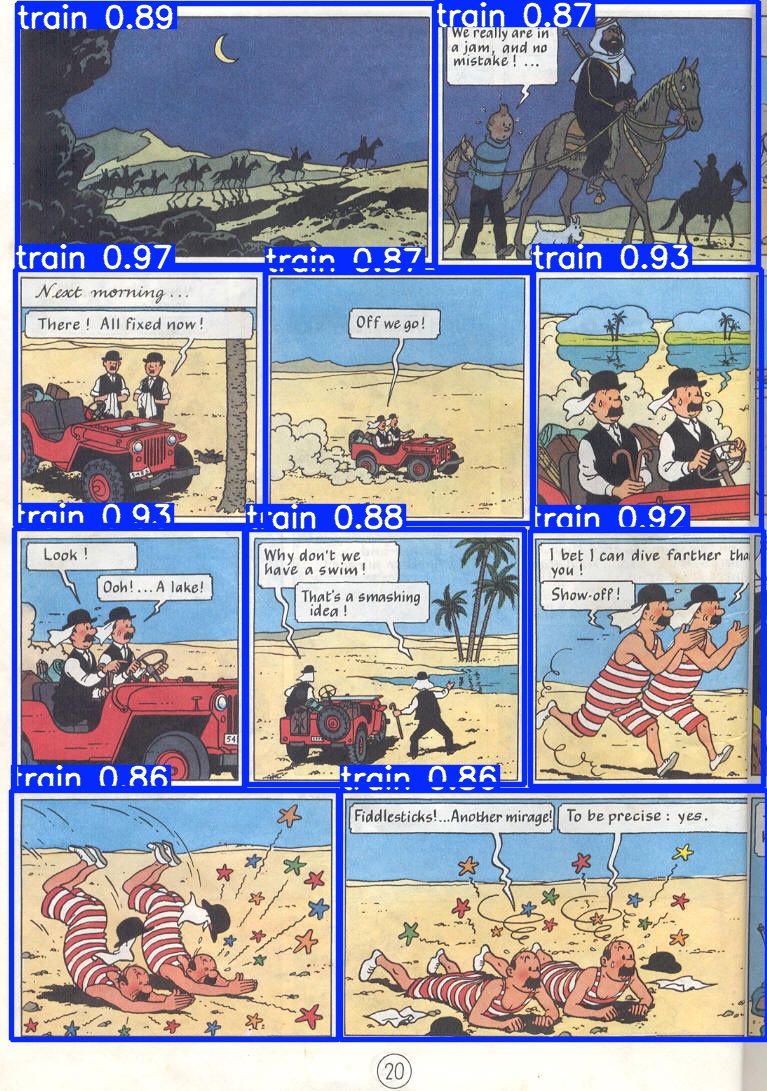 train 0.89
train 0.87
We really are in
a jam, and no
mistake! ...
train 0.97
train 0.87
train 0.93
Next morning...
There! All fixed now!
Off we go!
train 0.93
train 0.88
train 0.92
Look!
Ooh!...A lake!
Why don't we
have a swim!
That's a smashing
idea!
I bet I can dive farther tha
you!
Show-off!
54
train 0.86
train 0.86
Fiddlesticks!...Another mirage!
To be precise: yes.
20